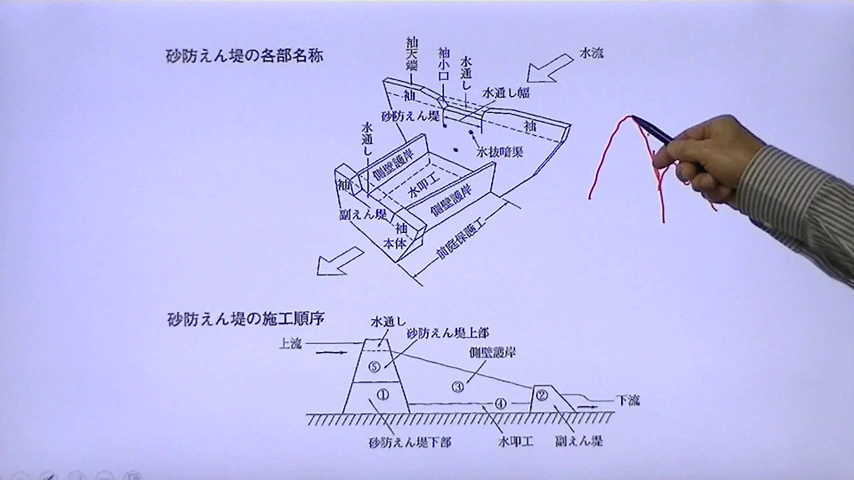 砂防えん堤の各部名称
袖天端
袖小口
水通し
水流
水通し幅
袖
砂防えん堤
袖
水通し
水抜暗渠
側壁護岸
水叩工
袖
側壁護岸
副えん堤
袖
本体
前庭保護工
砂防えん堤の施工順序
水通し
上流
砂防えん堤上部
側壁護岸
⑤
③
①
②
④
下流
砂防えん堤下部
水叩工
副えん堤